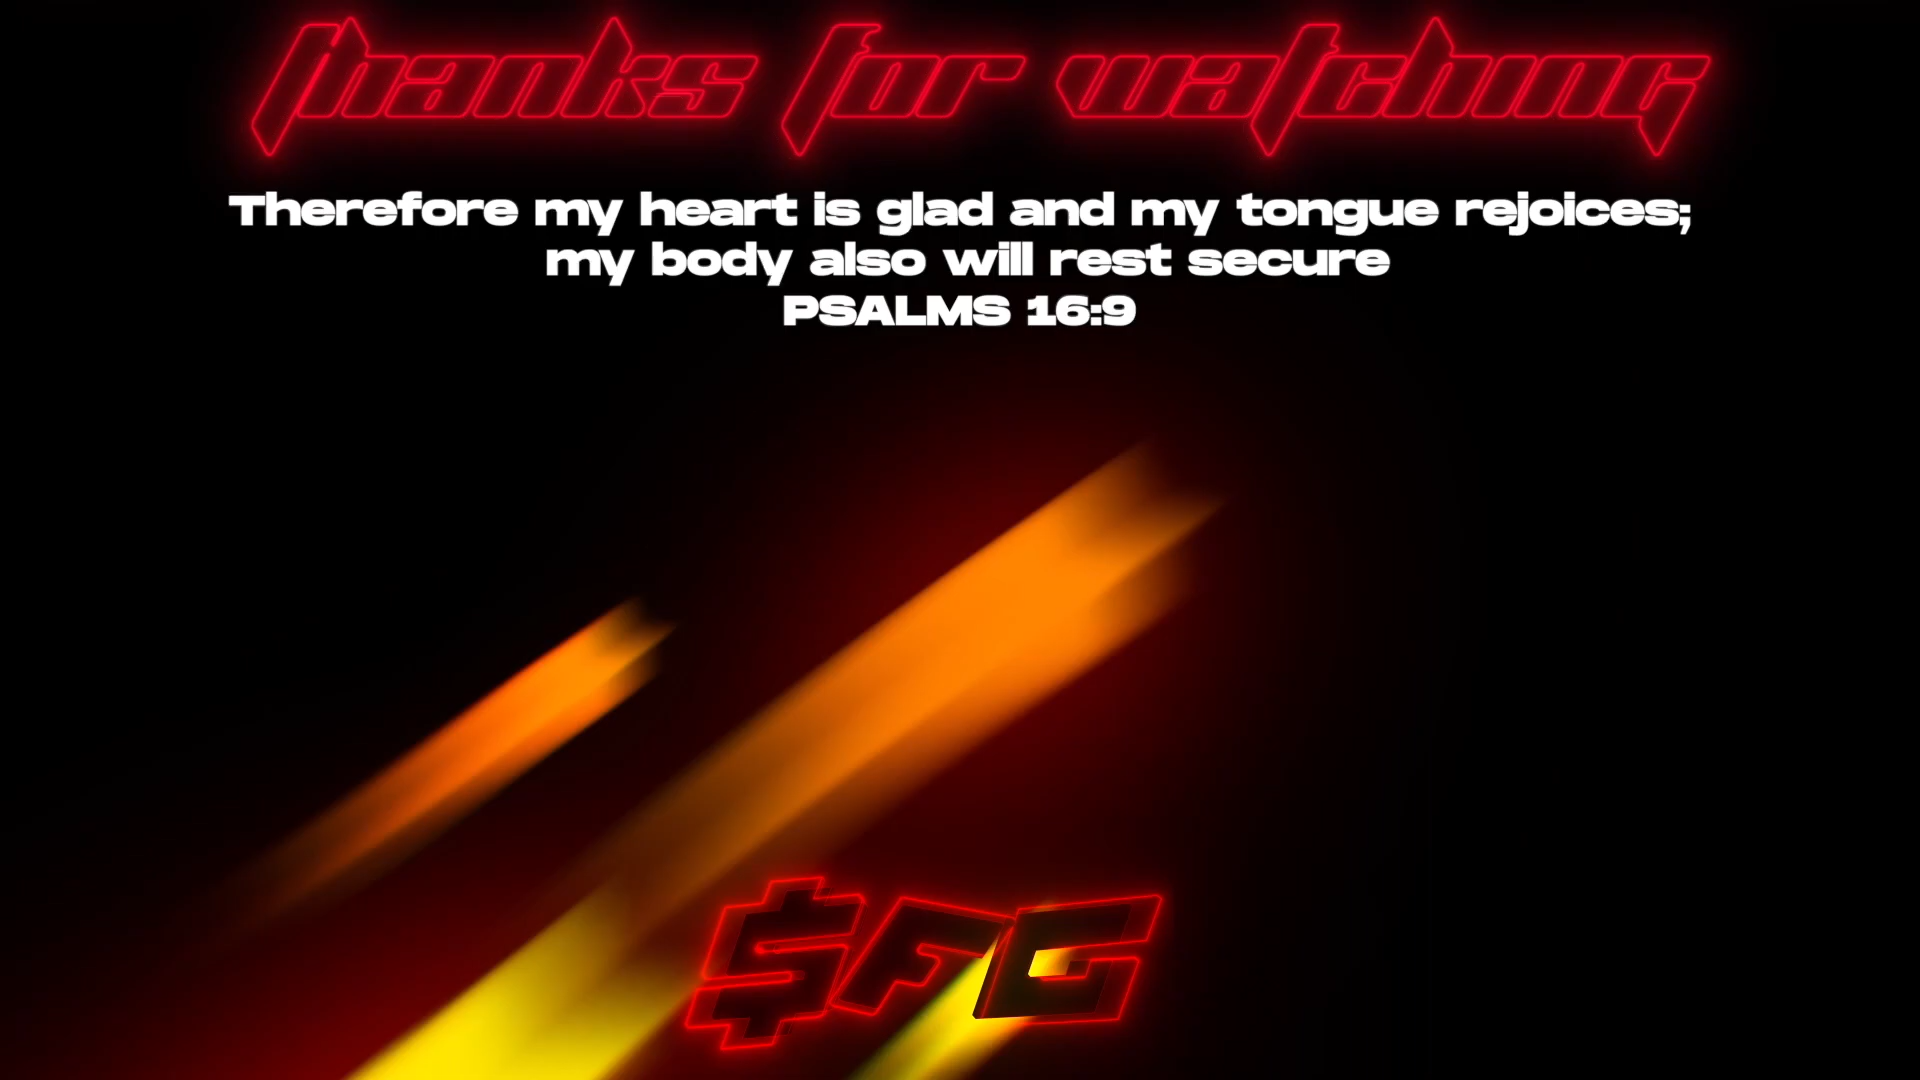 thanks for watching
Therefore my heart is glad and my tongue rejoices;
my body also will rest secure
PSALMS 16:9
$FG